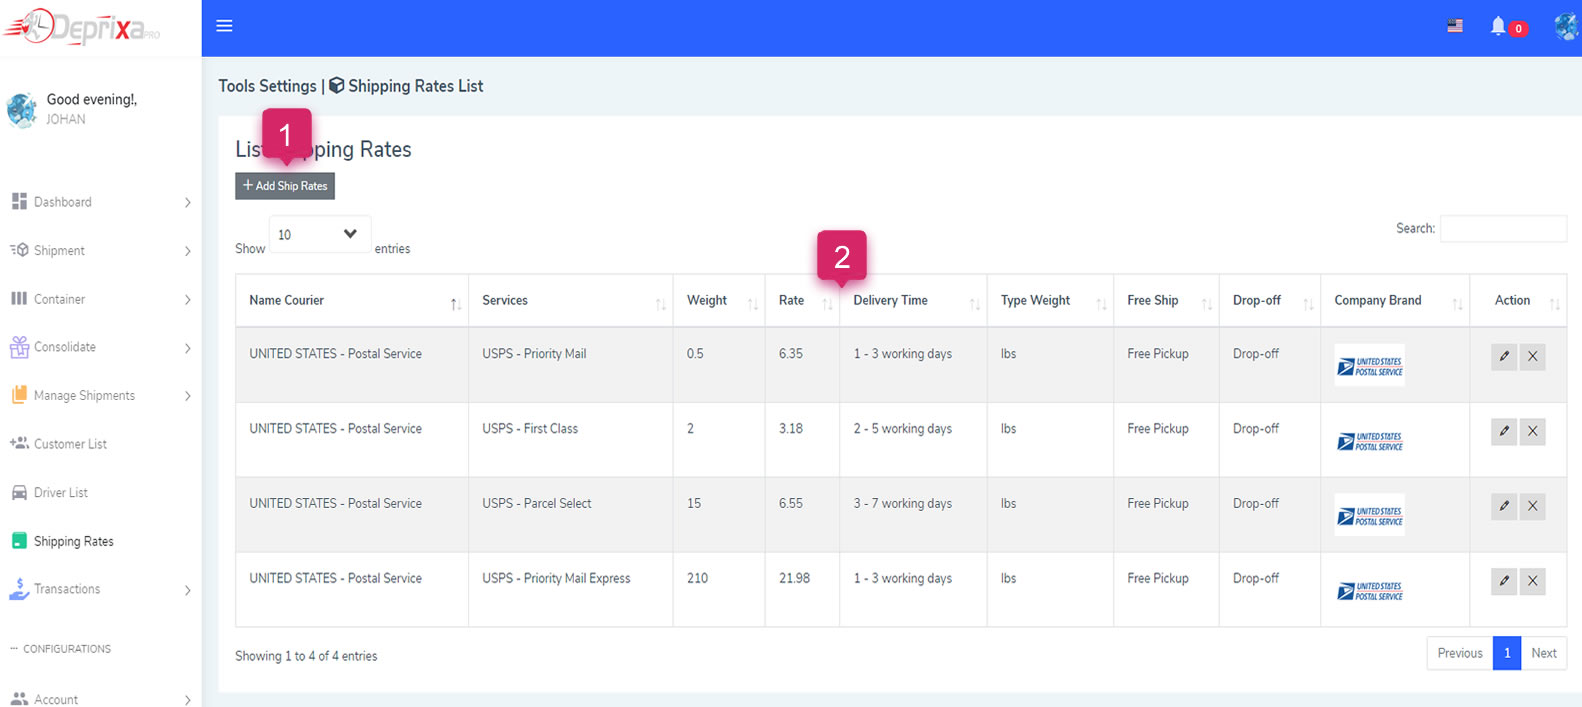 Deprixa PRO
0
Good evening!,
JOHAN
Dashboard
Shipment
Container
Consolidate
Manage Shipments
Customer List
Driver List
Shipping Rates
Transactions
CONFIGURATIONS
Account
Tools Settings | Shipping Rates List
1
List Shipping Rates
+ Add Ship Rates
Show 10 entries
Search:
2
Name Courier Services Weight Rate Delivery Time Type Weight Free Ship Drop-off Company Brand Action
UNITED STATES - Postal Service USPS - Priority Mail 0.5 6.35 1 - 3 working days lbs Free Pickup Drop-off UNITED STATES POSTAL SERVICE
UNITED STATES - Postal Service USPS - First Class 2 3.18 2 - 5 working days lbs Free Pickup Drop-off UNITED STATES POSTAL SERVICE
UNITED STATES - Postal Service USPS - Parcel Select 15 6.55 3 - 7 working days lbs Free Pickup Drop-off UNITED STATES POSTAL SERVICE
UNITED STATES - Postal Service USPS - Priority Mail Express 210 21.98 1 - 3 working days lbs Free Pickup Drop-off UNITED STATES POSTAL SERVICE
Showing 1 to 4 of 4 entries
Previous 1 Next